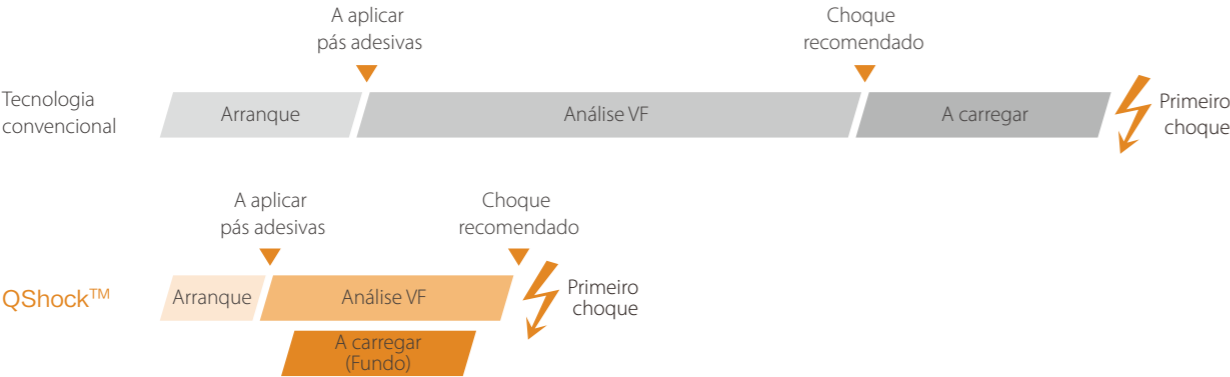 A aplicar
pás adesivas
Choque
recomendado
Tecnologia
convencional
Arranque
Análise VF
A carregar
Primeiro
choque
A aplicar
pás adesivas
Choque
recomendado
QShock™
Arranque
Análise VF
Primeiro
choque
A carregar
(Fundo)